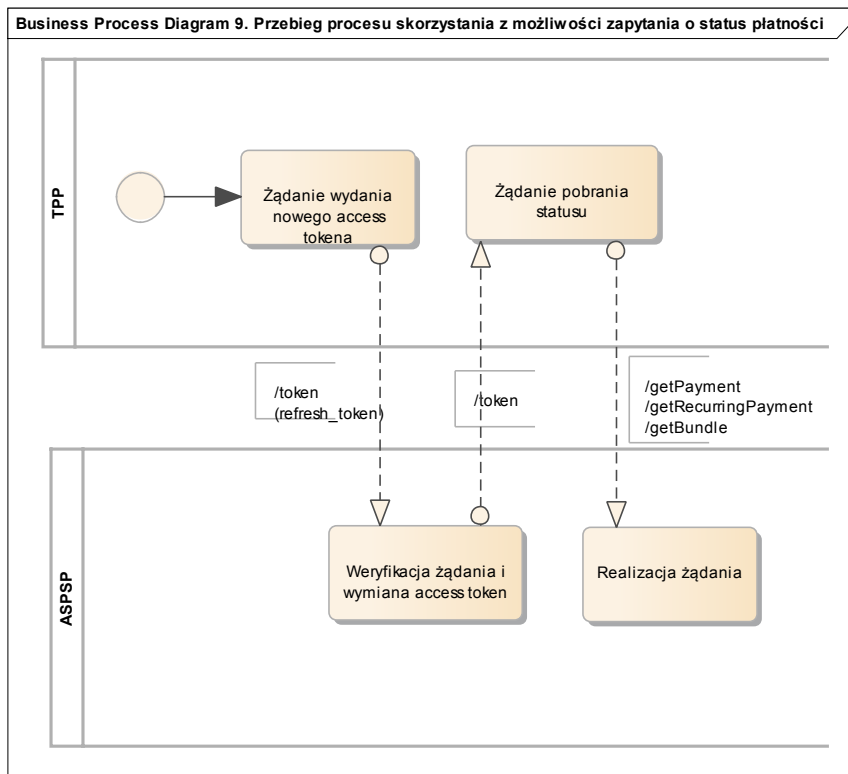 Business Process Diagram 9. Przebieg procesu skorzystania z możliwości zapytania o status płatności
TPP
Żądanie wydania
nowego access
tokena
Żądanie pobrania
statusu
/token
(refresh_token)
/token
/getPayment
/getRecurringPayment
/getBundle
ASPSP
Weryfikacja żądania i
wymiana access token
Realizacja żądania